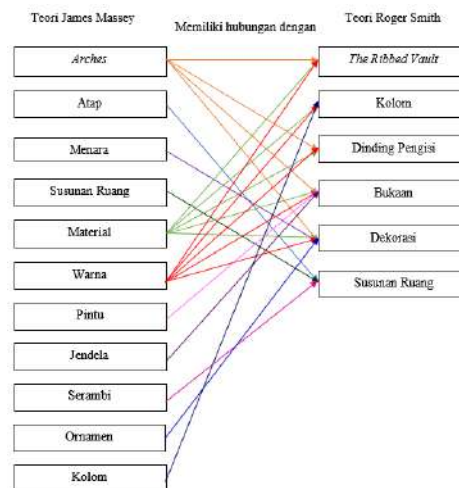 Teori James Massey
Memiliki hubungan dengan
Teori Roger Smith
Arches
Atap
Menara
Susunan Ruang
Material
Warna
Pintu
Jendela
Serambi
Ornamen
Kolom
The Ribbed Vault
Kolom
Dinding Pengisi
Bukaan
Dekorasi
Susunan Ruang